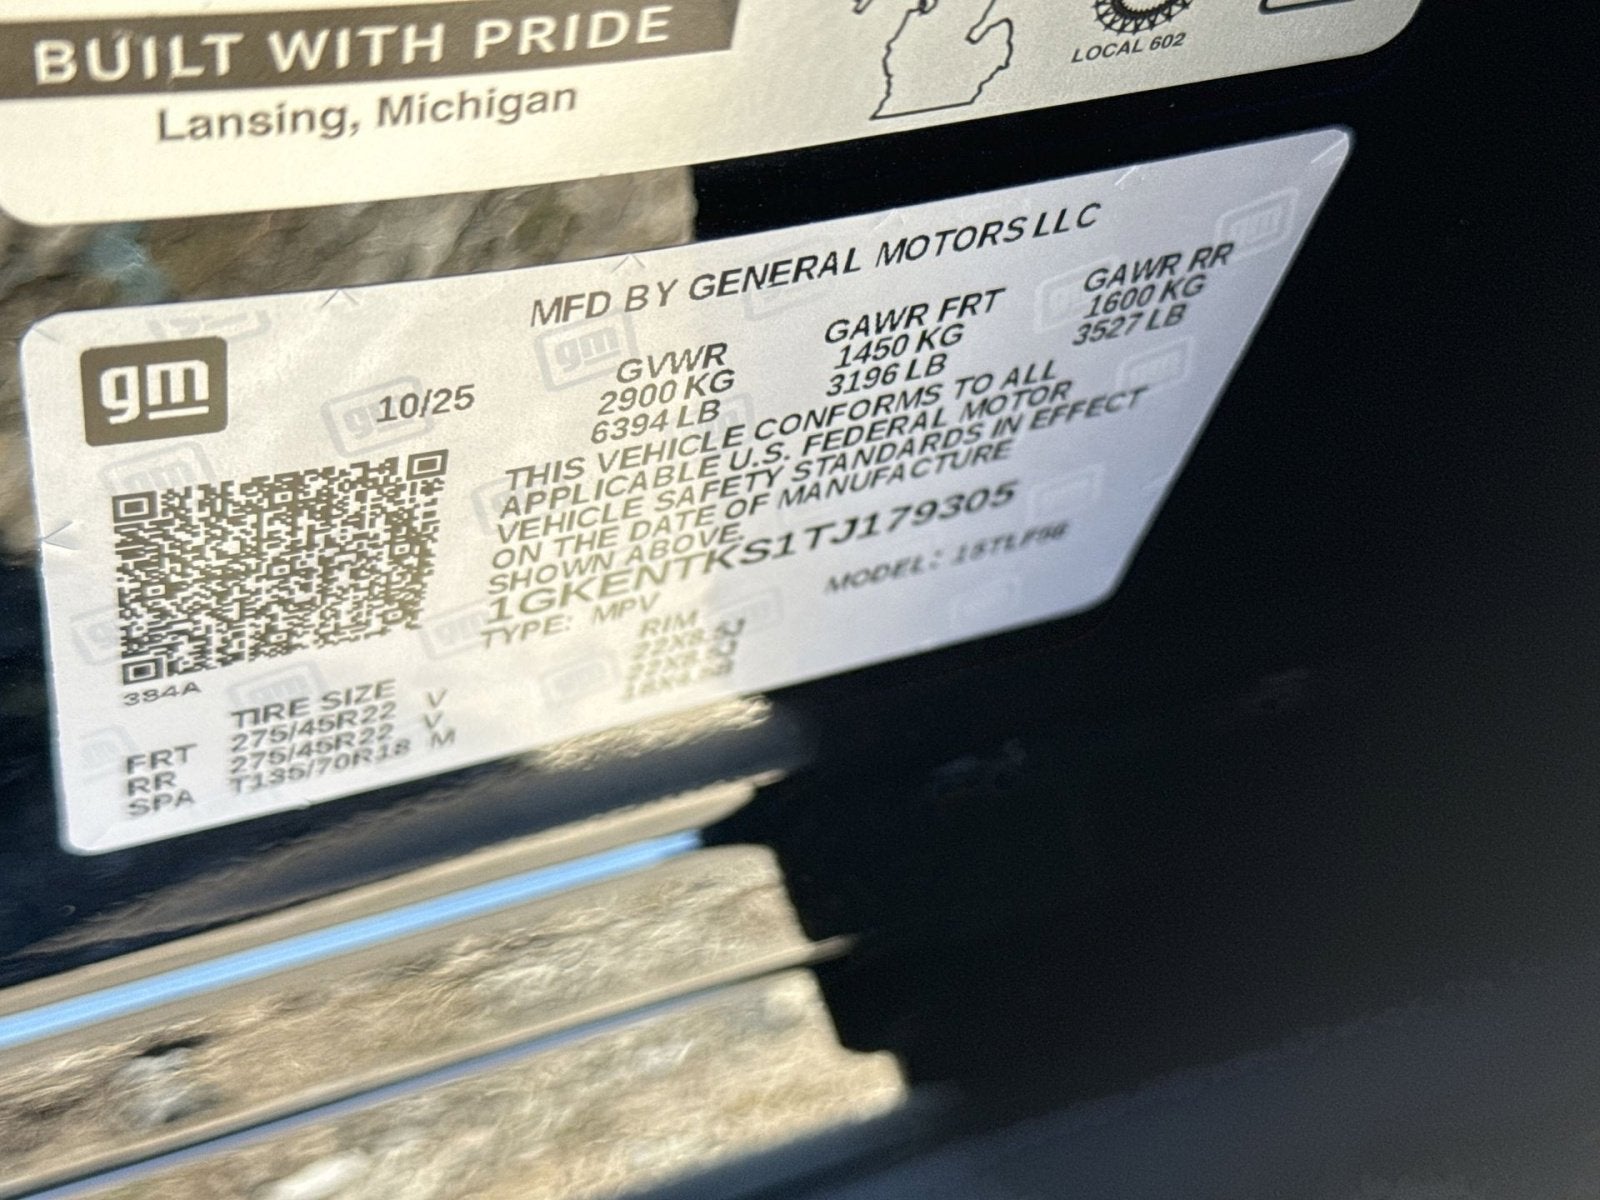 BUILT WITH PRIDE
Lansing, Michigan
LOCAL 602
MFD BY GENERAL MOTORS LLC
gm
10/25
GVWR GAWR FRT GAWR RR
2900 KG 1450 KG 1600 KG
6394 LB 3196 LB 3527 LB
THIS VEHICLE CONFORMS TO ALL
APPLICABLE U.S. FEDERAL MOTOR
VEHICLE SAFETY STANDARDS IN EFFECT
ON THE DATE OF MANUFACTURE
SHOWN ABOVE.
1GKENTKS1TJ179305
TYPE: MPV MODEL:
384A
TIRE SIZE RIM
FRT 275/45R22 V
RR 275/45R22 V
SPA T135/70R18 M